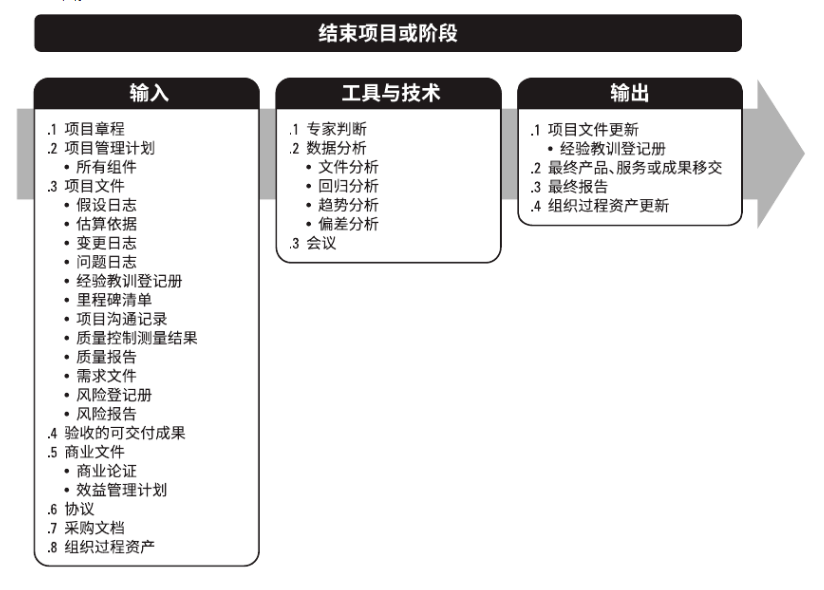 结束项目或阶段
输入
.1 项目章程
.2 项目管理计划
• 所有组件
.3 项目文件
• 假设日志
• 估算依据
• 变更日志
• 问题日志
• 经验教训登记册
• 里程碑清单
• 项目沟通记录
• 质量控制测量结果
• 质量报告
• 需求文件
• 风险登记册
• 风险报告
.4 验收的可交付成果
.5 商业文件
• 商业论证
• 效益管理计划
.6 协议
.7 采购文档
.8 组织过程资产
工具与技术
.1 专家判断
.2 数据分析
• 文件分析
• 回归分析
• 趋势分析
• 偏差分析
.3 会议
输出
.1 项目文件更新
• 经验教训登记册
.2 最终产品、服务或成果移交
.3 最终报告
.4 组织过程资产更新